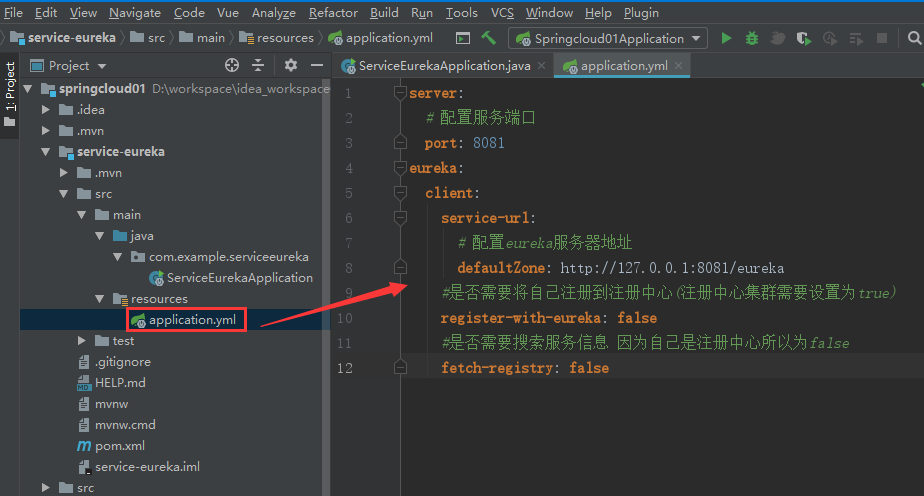 File Edit View Navigate Code Vue Analyze Refactor Build Run Tools VCS Window Help Plugin
service-eureka src main resources application.yml Springcloud01Application
Project ServiceEurekaApplication.java application.yml
1: Project
springcloud01 D:\workspace\idea_workspace
.idea
.mvn
service-eureka
.mvn
src
main
java
com.example.serviceeureka
ServiceEurekaApplication
resources
application.yml
test
.gitignore
HELP.md
mvnw
mvnw.cmd
pom.xml
service-eureka.iml
src
1 server:
2 # 配置服务端口
3 port: 8081
4 eureka:
5 client:
6 service-url:
7 # 配置eureka服务器地址
8 defaultZone: http://127.0.0.1:8081/eureka
9 #是否需要将自己注册到注册中心(注册中心集群需要设置为true)
10 register-with-eureka: false
11 #是否需要搜索服务信息 因为自己是注册中心所以为false
12 fetch-registry: false